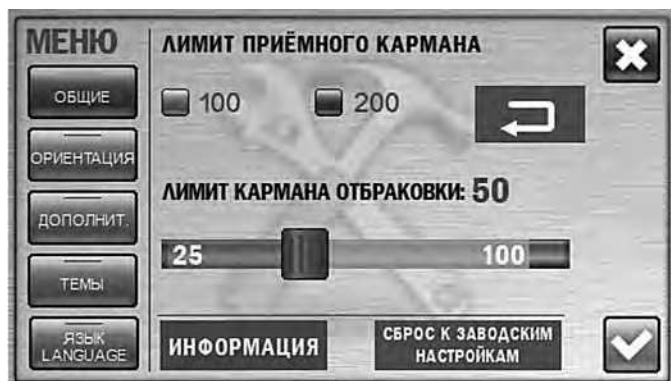 МЕНЮ
ЛИМИТ ПРИЁМНОГО КАРМАНА
ОБЩИЕ
100
200
ОРИЕНТАЦИЯ
ЛИМИТ КАРМАНА ОТБРАКОВКИ: 50
ДОПОЛНИТ.
25
100
ТЕМЫ
ЯЗЫК
LANGUAGE
ИНФОРМАЦИЯ
СБРОС К ЗАВОДСКИМ
НАСТРОЙКАМ